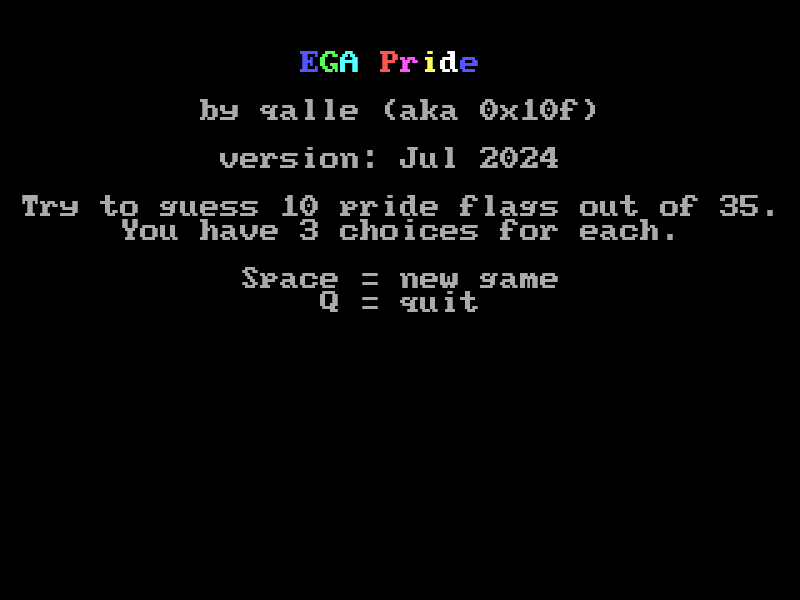 EGA Pride
by qalle (aka 0x10f)
version: Jul 2024
Try to guess 10 pride flags out of 35.
You have 3 choices for each.
Space = new game
Q = quit